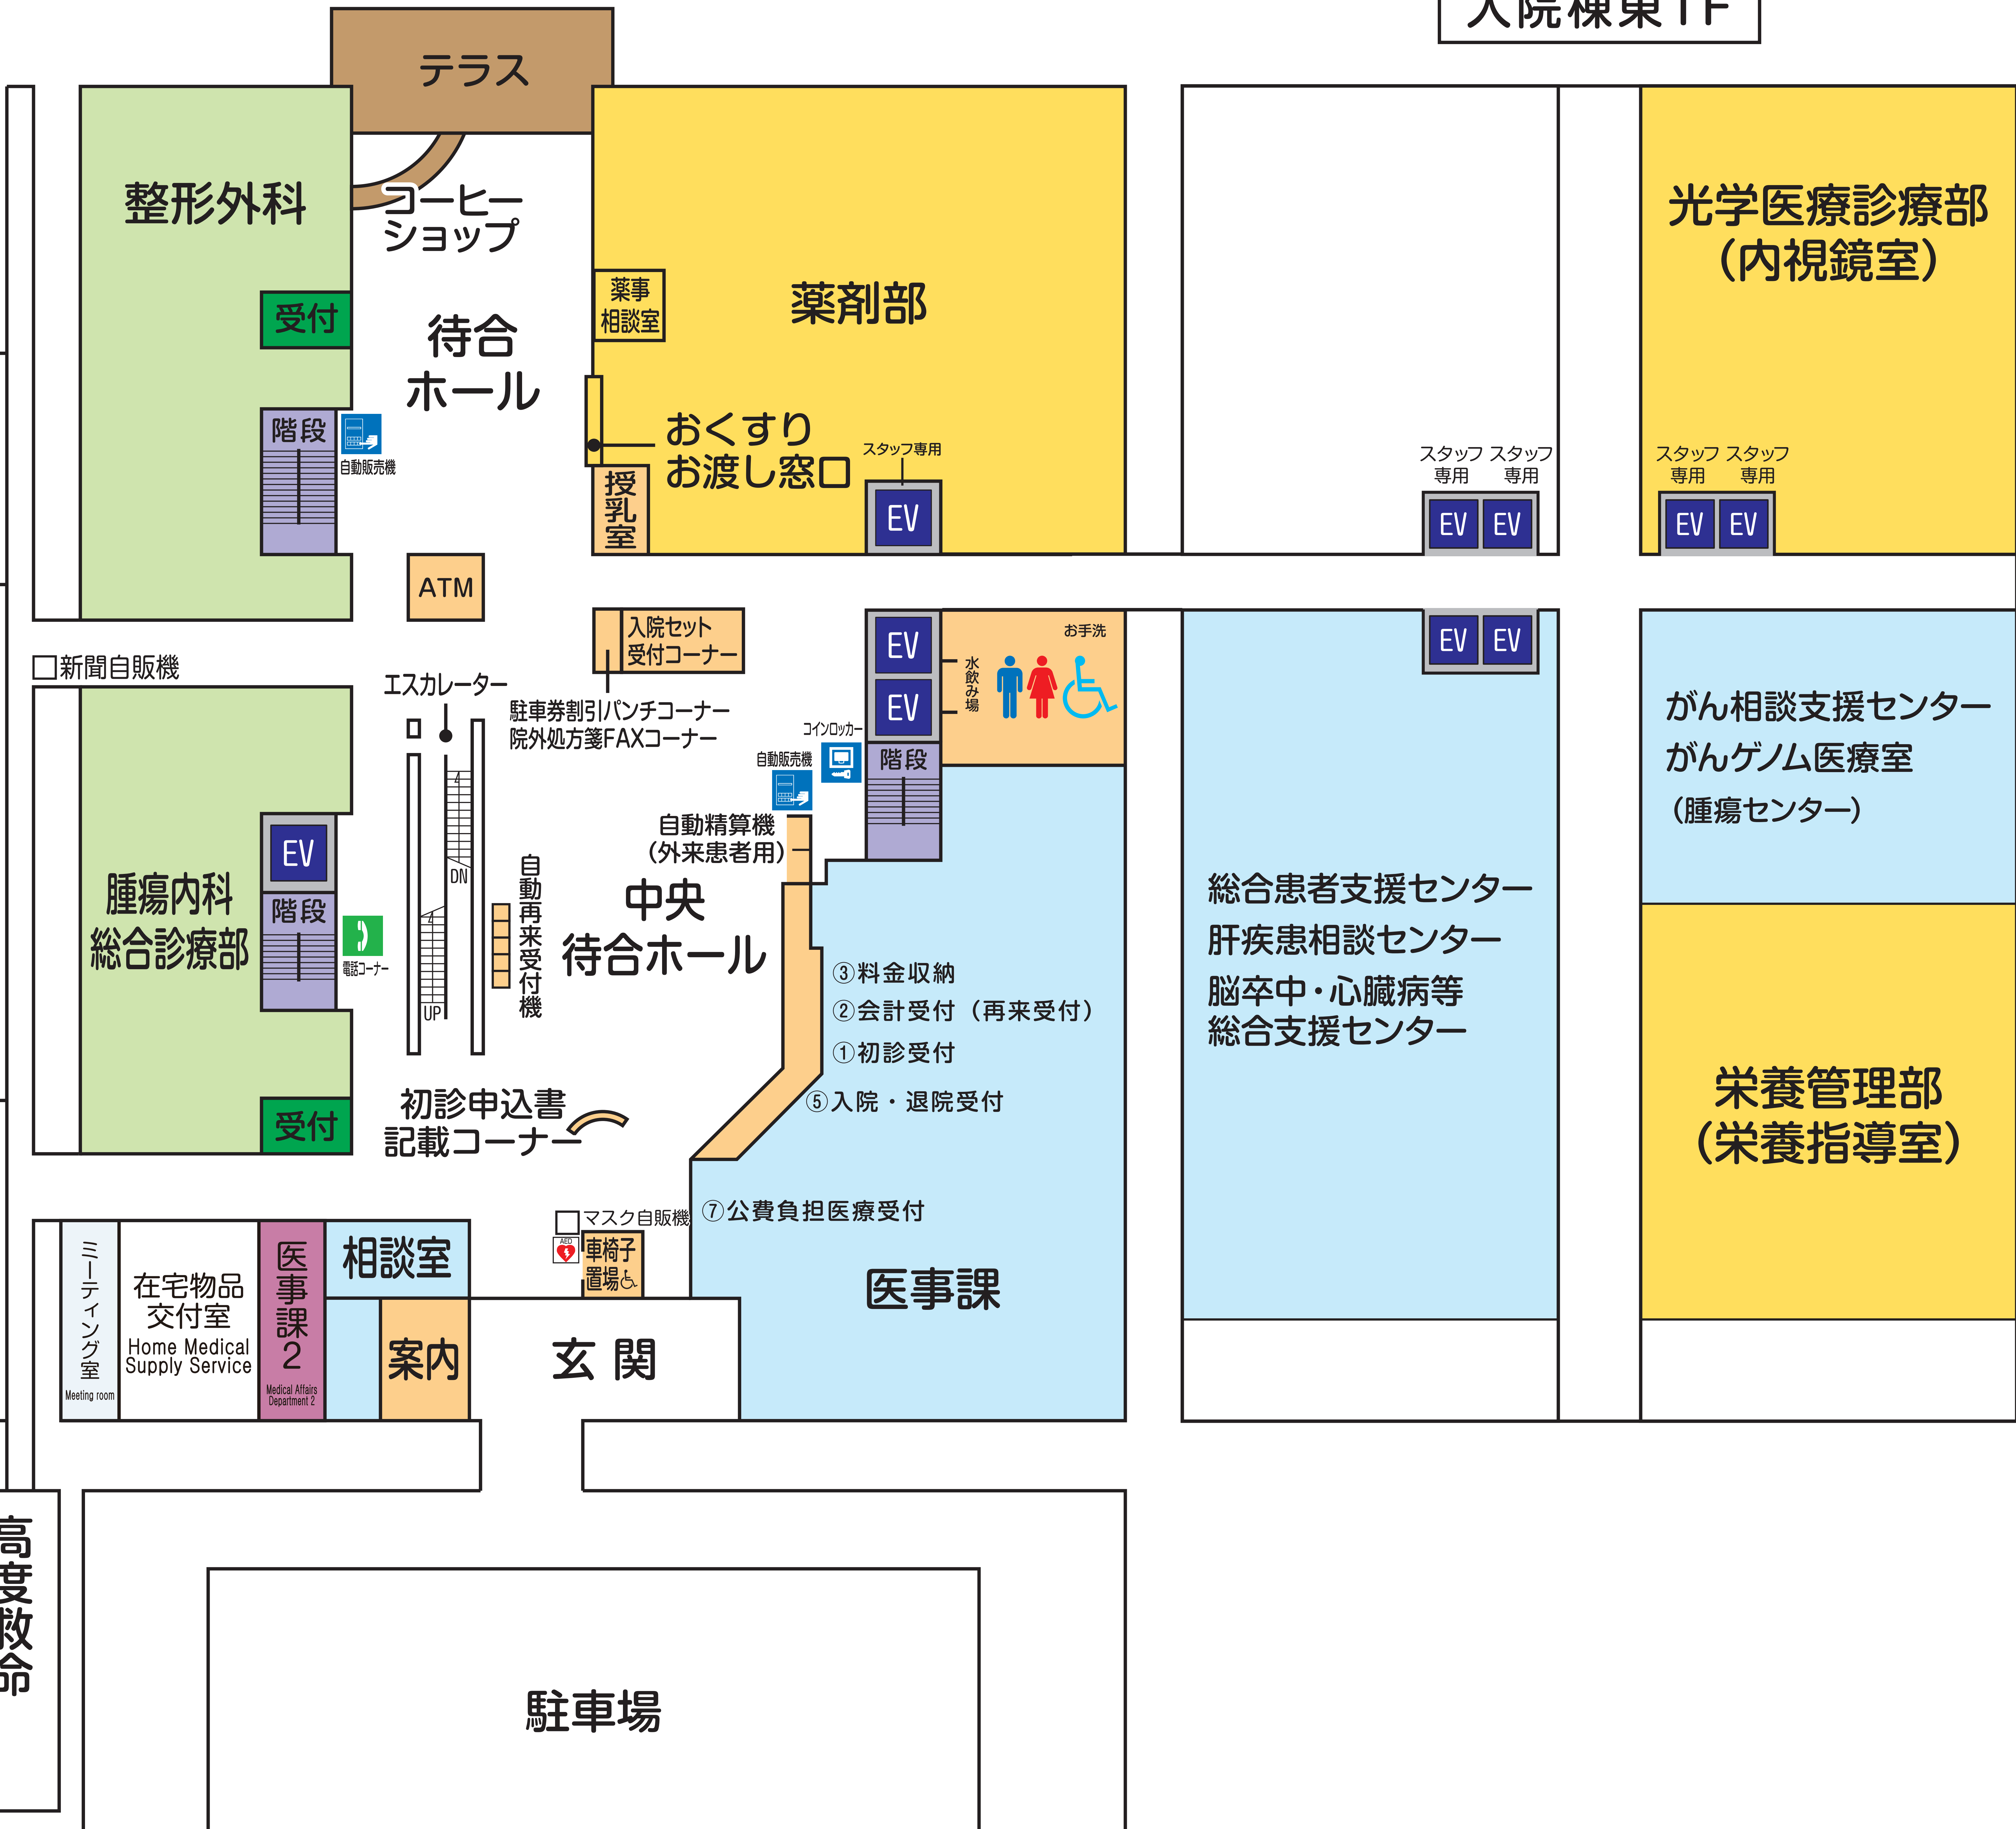 入院棟東1F
テラス
整形外科
コーヒー
ショップ
受付
待合
ホール
薬事
相談室
薬剤部
光学医療診療部
（内視鏡室）
階段
自動販売機
おくすり
お渡し窓口
授乳室
スタッフ専用
EV
スタッフ
専用
スタッフ
専用
EV
EV
スタッフ
専用
スタッフ
専用
EV
EV
ATM
入院セット
受付コーナー
新聞自販機
エスカレーター
駐車券割引パンチコーナー
院外処方箋FAXコーナー
EV
EV
水飲み場
お手洗
EV
EV
コインロッカー
自動販売機
階段
がん相談支援センター
がんゲノム医療室
（腫瘍センター）
自動精算機
（外来患者用）
DN
UP
自動再来受付機
中央
待合ホール
腫瘍内科
総合診療部
EV
階段
電話コーナー
総合患者支援センター
肝疾患相談センター
脳卒中・心臓病等
総合支援センター
③料金収納
②会計受付（再来受付）
①初診受付
⑤入院・退院受付
初診申込書
記載コーナー
受付
栄養管理部
（栄養指導室）
マスク自販機
⑦公費負担医療受付
AED
車椅子
置場
医事課
ミーティング室
Meeting room
在宅物品
交付室
Home Medical
Supply Service
医事課2
Medical Affairs
Department 2
相談室
案内
玄関
高度救命
駐車場